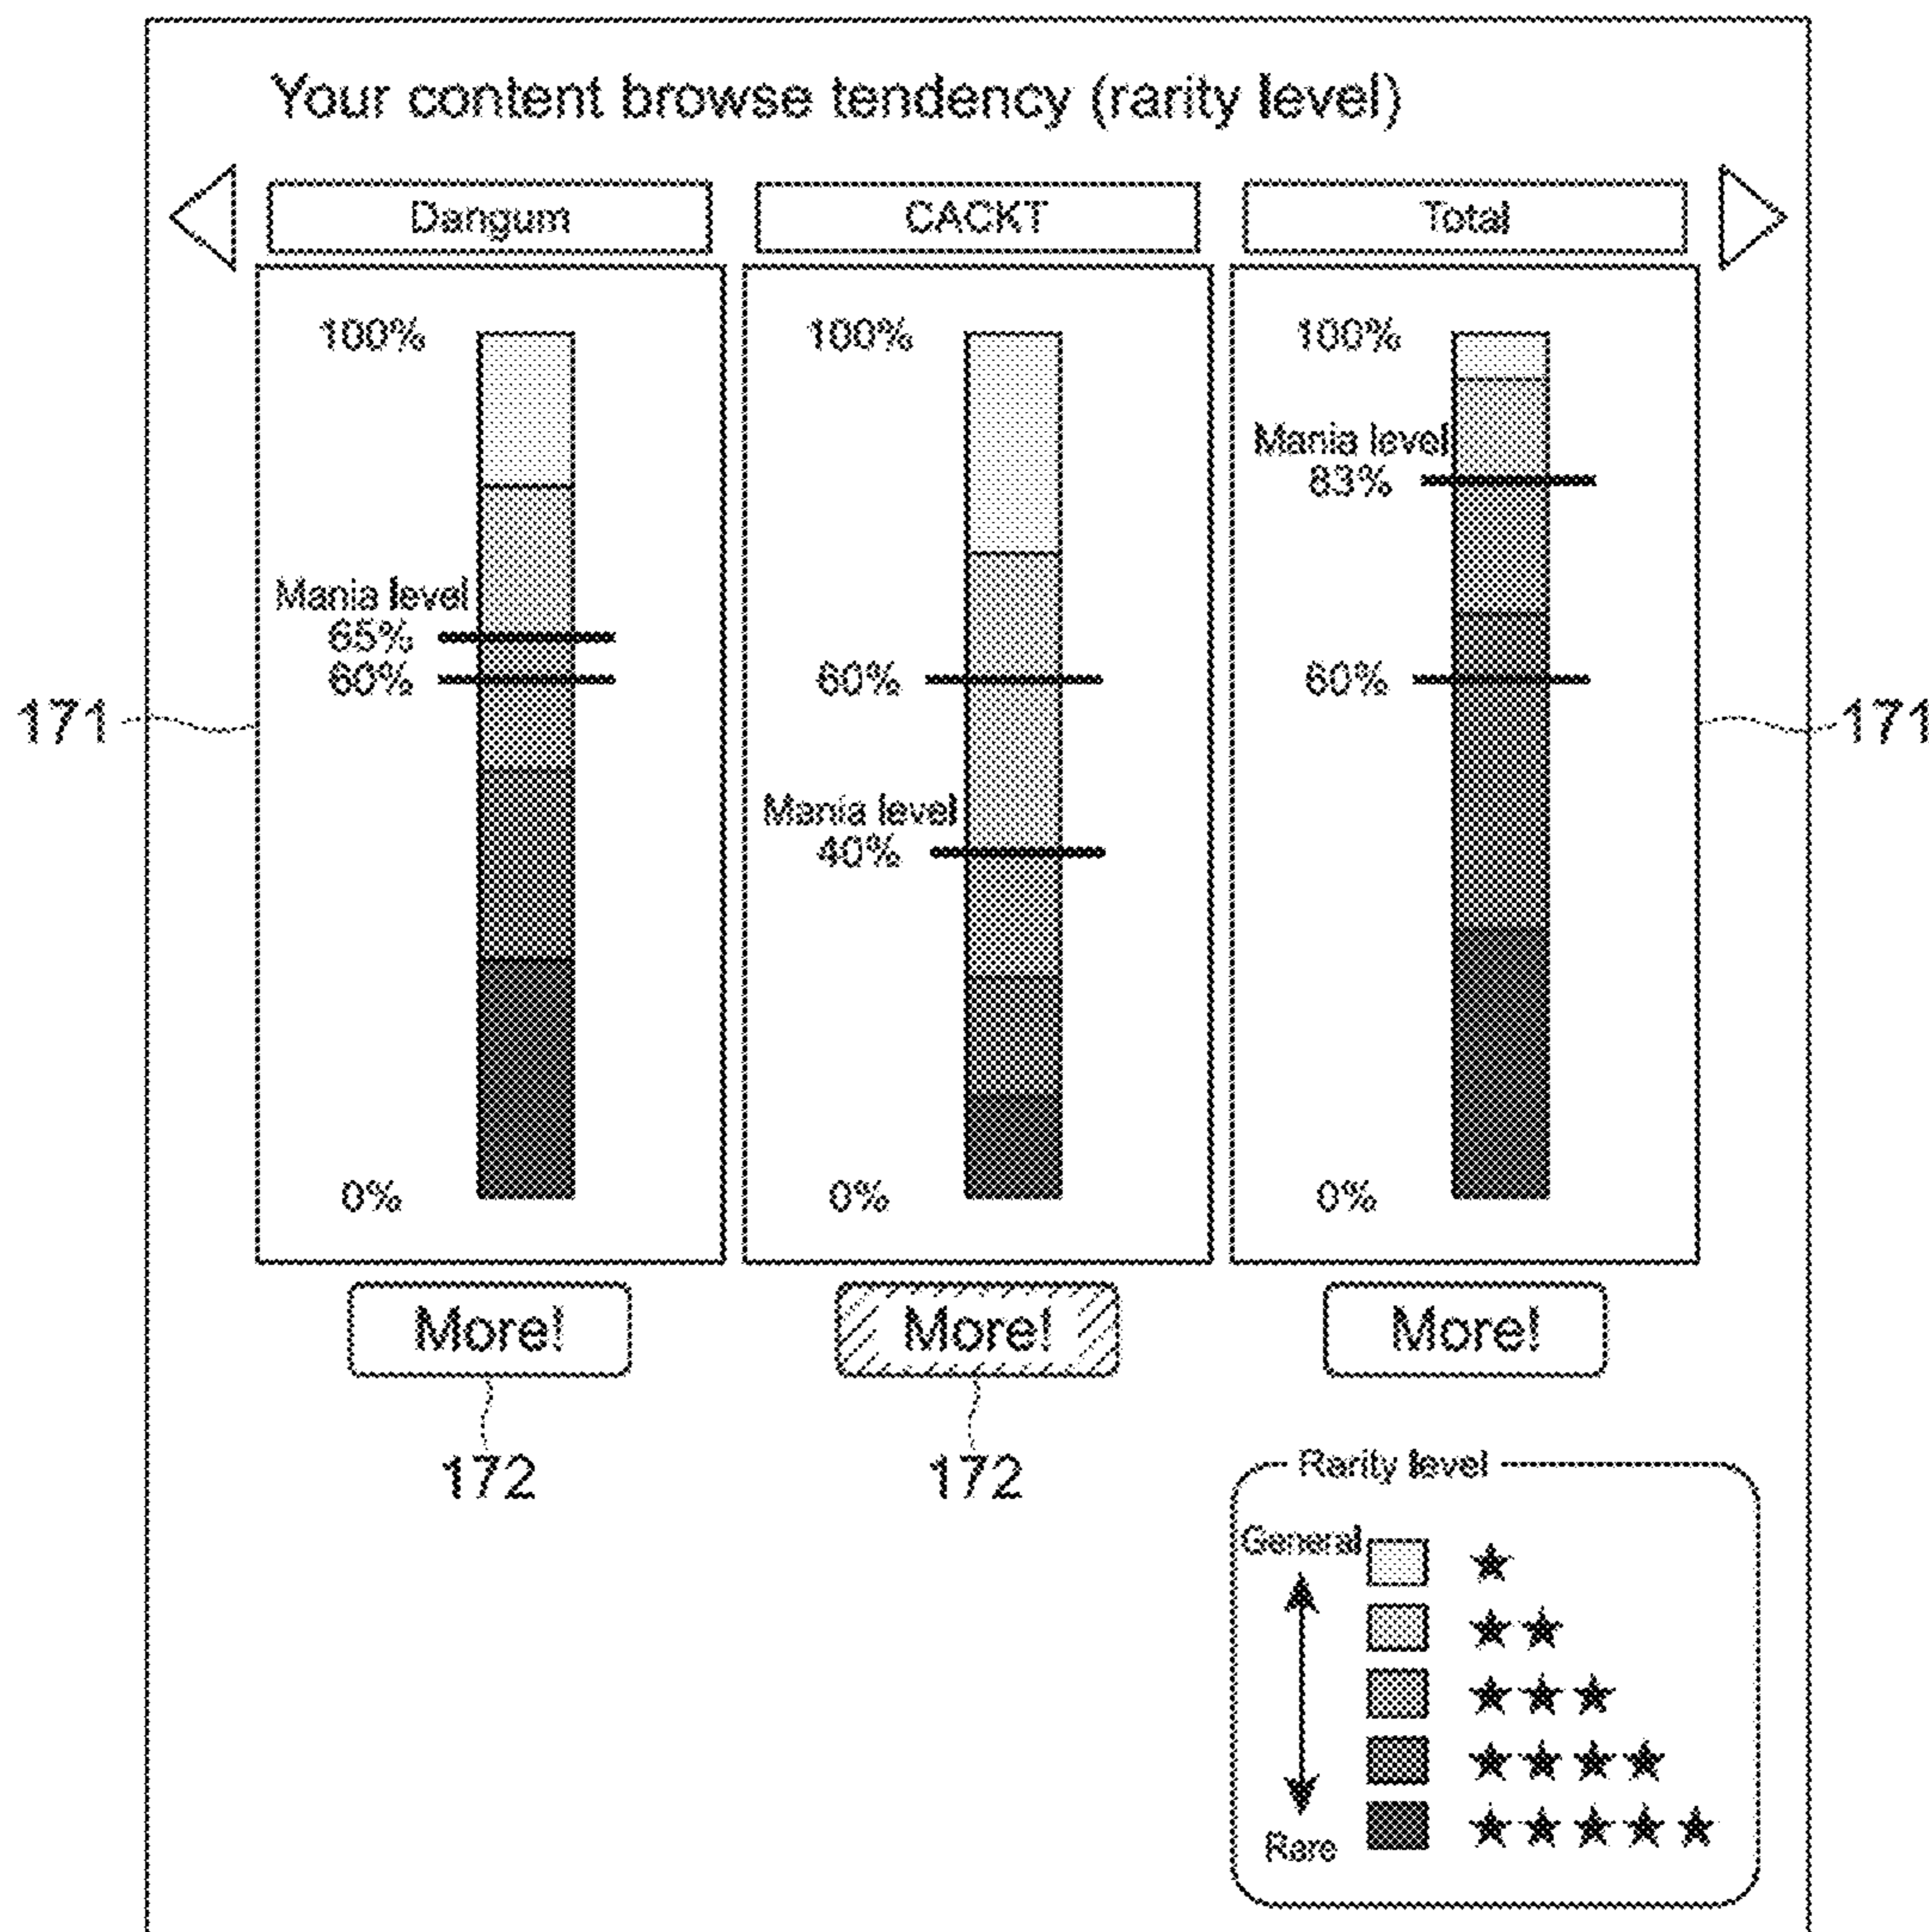 Your content browse tendency (rarity level)
Dangum
CACKT
Total
100%
Mania level
65%
60%
0%
100%
60%
Mania level
40%
0%
100%
Mania level
83%
60%
0%
171
171
More!
More!
More!
172
172
Rarity level
General
★
★★
★★★
★★★★
★★★★★
Rare